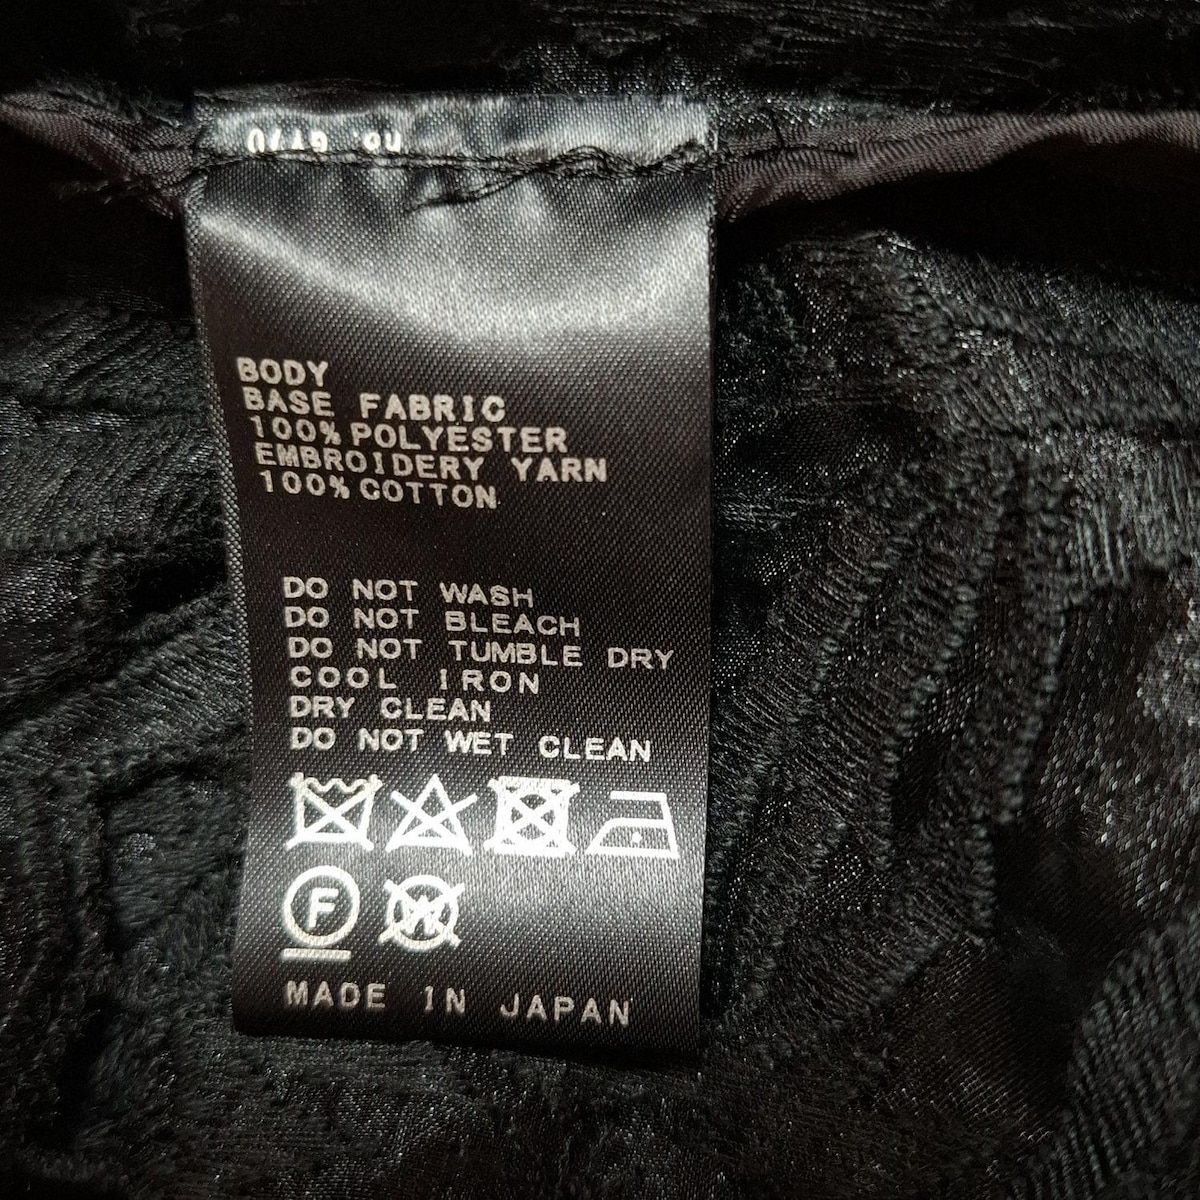 BODY
BASE FABRIC
100%POLYESTER
EMBROIDERY YARN
100%COTTON
DO NOT WASH
DO NOT BLEACH
DO NOT TUMBLE DRY
COOL IRON
DRY CLEAN
DO NOT WET CLEAN
F W
MADE IN JAPAN